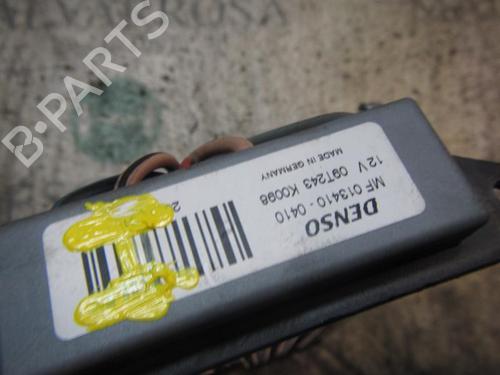 B-PARTS
DENSO
MF 013410-0410
12 V 09T243 K0098
MADE IN GERMANY